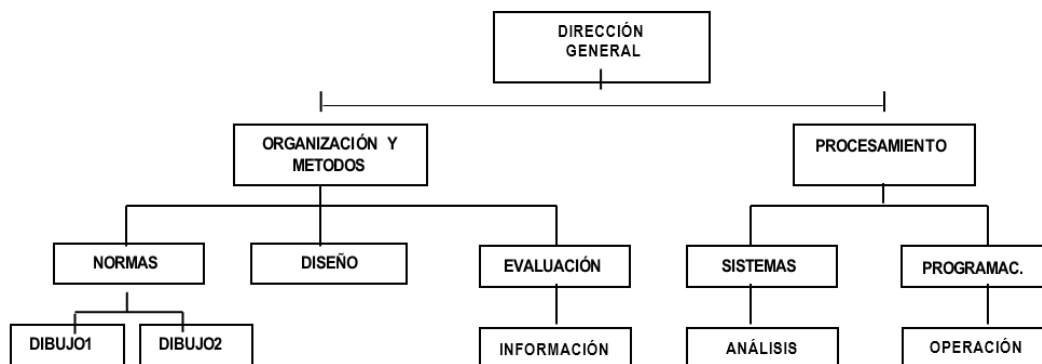 DIRECCIÓN
GENERAL
ORGANIZACIÓN Y
METODOS
PROCESAMIENTO
NORMAS
DISEÑO
EVALUACIÓN
SISTEMAS
PROGRAMAC.
DIBUJO1
DIBUJO2
INFORMACIÓN
ANÁLISIS
OPERACIÓN